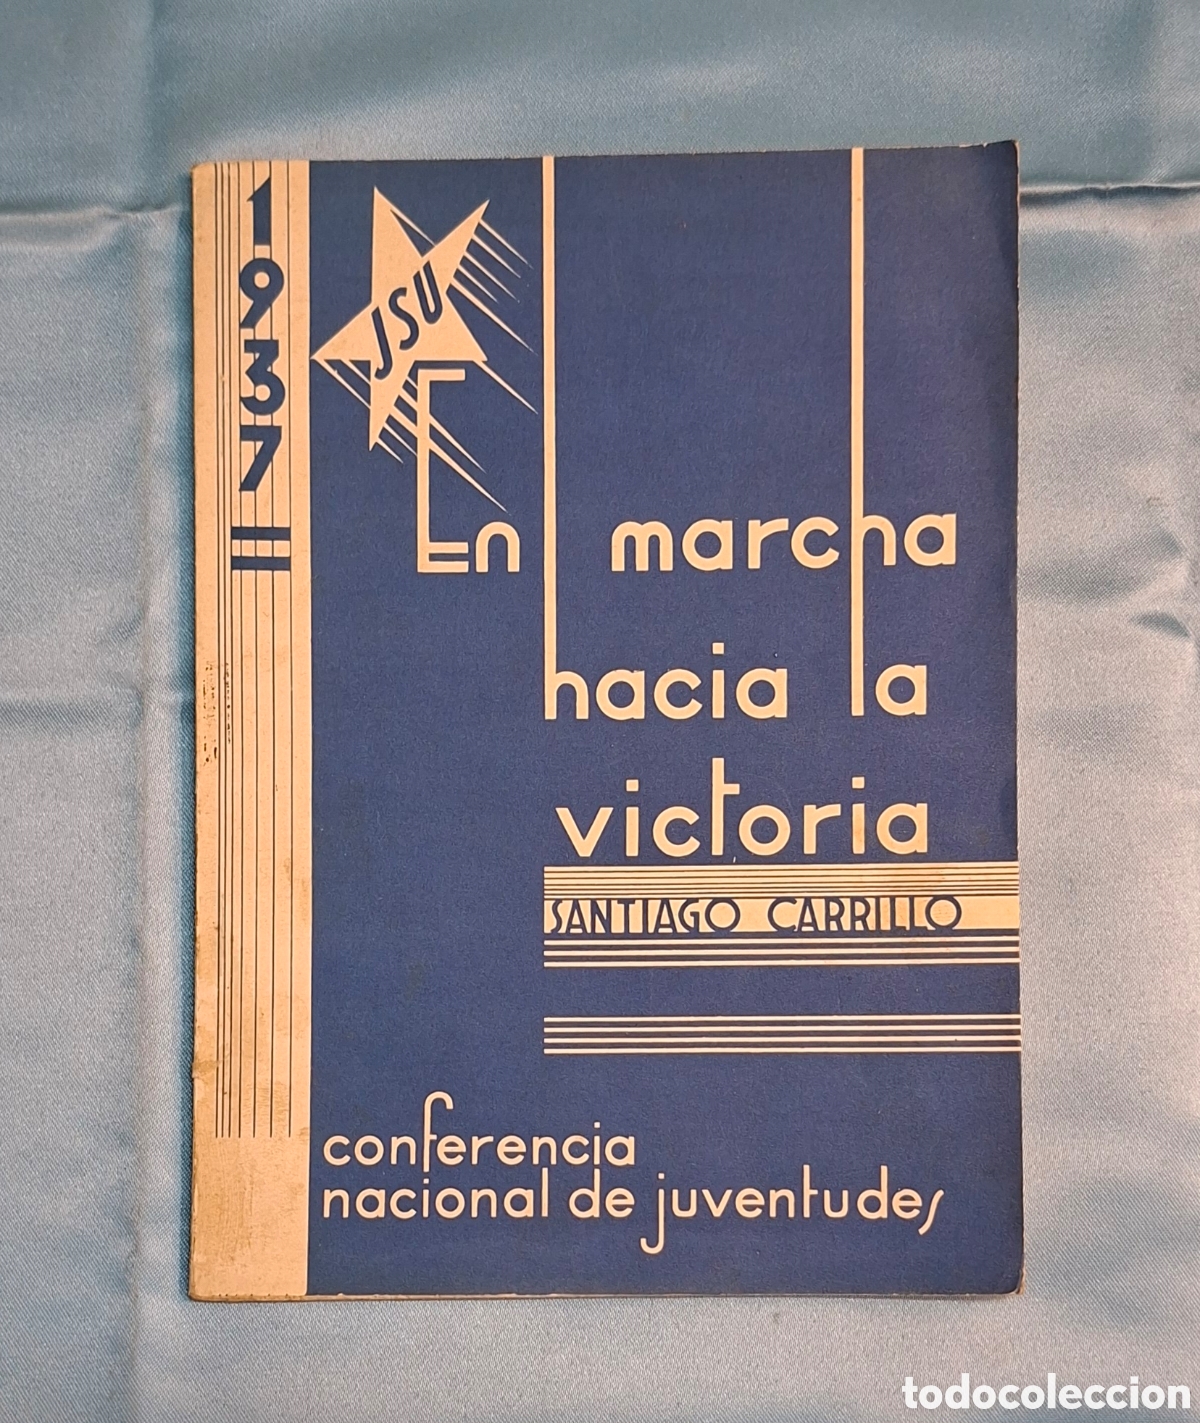 1937
JSU
En marcha
hacia la
victoria
SANTIAGO CARRILLO
conferencia
nacional de juventudes
todocoleccion